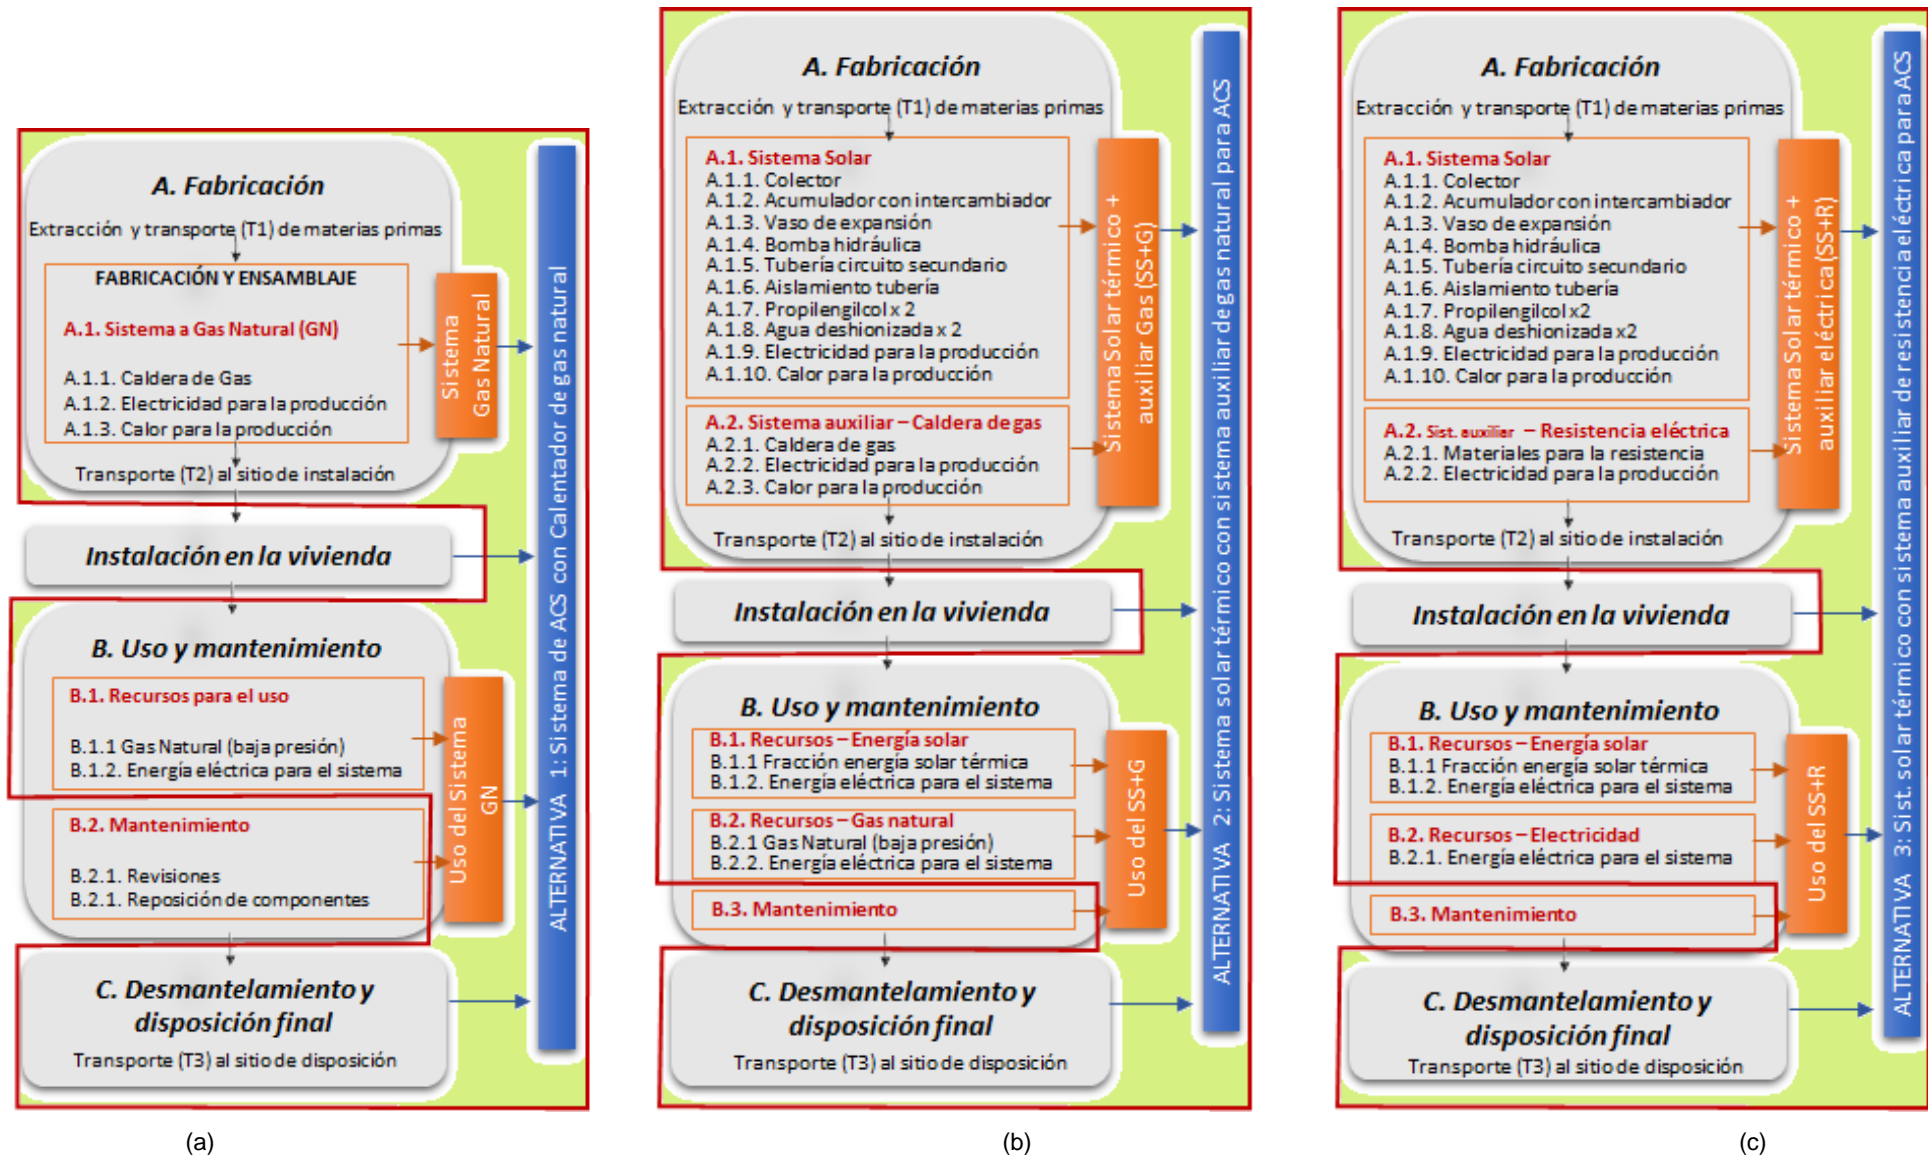 A. Fabricación
Extracción y transporte (T1) de materias primas
FABRICACIÓN Y ENSAMBLAJE
A.1. Sistema a Gas Natural (GN)
A.1.1. Caldera de Gas
A.1.2. Electricidad para la producción
A.1.3. Calor para la producción
Transporte (T2) al sitio de instalación
Sistema
Gas Natural
Instalación en la vivienda
B. Uso y mantenimiento
B.1. Recursos para el uso
B.1.1 Gas Natural (baja presión)
B.1.2. Energía eléctrica para el sistema
B.2. Mantenimiento
B.2.1. Revisiones
B.2.1. Reposición de componentes
Uso del Sistema
GN
C. Desmantelamiento y
disposición final
Transporte (T3) al sitio de disposición
ALTERNATIVA 1: Sistema de ACS con Calentador de gas natural
(a)
A. Fabricación
Extracción y transporte (T1) de materias primas
A.1. Sistema Solar
A.1.1. Colector
A.1.2. Acumulador con intercambiador
A.1.3. Vaso de expansión
A.1.4. Bomba hidráulica
A.1.5. Tubería circuito secundario
A.1.6. Aislamiento tubería
A.1.7. Propilengilcol x 2
A.1.8. Agua deshionizada x 2
A.1.9. Electricidad para la producción
A.1.10. Calor para la producción
A.2. Sistema auxiliar – Caldera de gas
A.2.1. Caldera de gas
A.2.2. Electricidad para la producción
A.2.3. Calor para la producción
Transporte (T2) al sitio de instalación
Sistema Solar térmico +
auxiliar Gas (SS+G)
Instalación en la vivienda
B. Uso y mantenimiento
B.1. Recursos – Energía solar
B.1.1 Fracción energía solar térmica
B.1.2. Energía eléctrica para el sistema
B.2. Recursos – Gas natural
B.2.1 Gas Natural (baja presión)
B.2.2. Energía eléctrica para el sistema
B.3. Mantenimiento
Uso del SS+G
C. Desmantelamiento y
disposición final
Transporte (T3) al sitio de disposición
ALTERNATIVA 2: Sistema solar térmico con sistema auxiliar de gas natural para ACS
(b)
A. Fabricación
Extracción y transporte (T1) de materias primas
A.1. Sistema Solar
A.1.1. Colector
A.1.2. Acumulador con intercambiador
A.1.3. Vaso de expansión
A.1.4. Bomba hidráulica
A.1.5. Tubería circuito secundario
A.1.6. Aislamiento tubería
A.1.7. Propilengilcol x2
A.1.8. Agua deshionizada x2
A.1.9. Electricidad para la producción
A.1.10. Calor para la producción
A.2. Sist. auxiliar – Resistencia eléctrica
A.2.1. Materiales para la resistencia
A.2.2. Electricidad para la producción
Transporte (T2) al sitio de instalación
Sistema Solar térmico +
auxiliar eléctrica (SS+R)
Instalación en la vivienda
B. Uso y mantenimiento
B.1. Recursos – Energía solar
B.1.1 Fracción energía solar térmica
B.1.2. Energía eléctrica para el sistema
B.2. Recursos – Electricidad
B.2.1. Energía eléctrica para el sistema
B.3. Mantenimiento
Uso del SS+R
C. Desmantelamiento y
disposición final
Transporte (T3) al sitio de disposición
ALTERNATIVA 3: Sist. solar térmico con sistema auxiliar de resistencia eléctrica para ACS
(c)